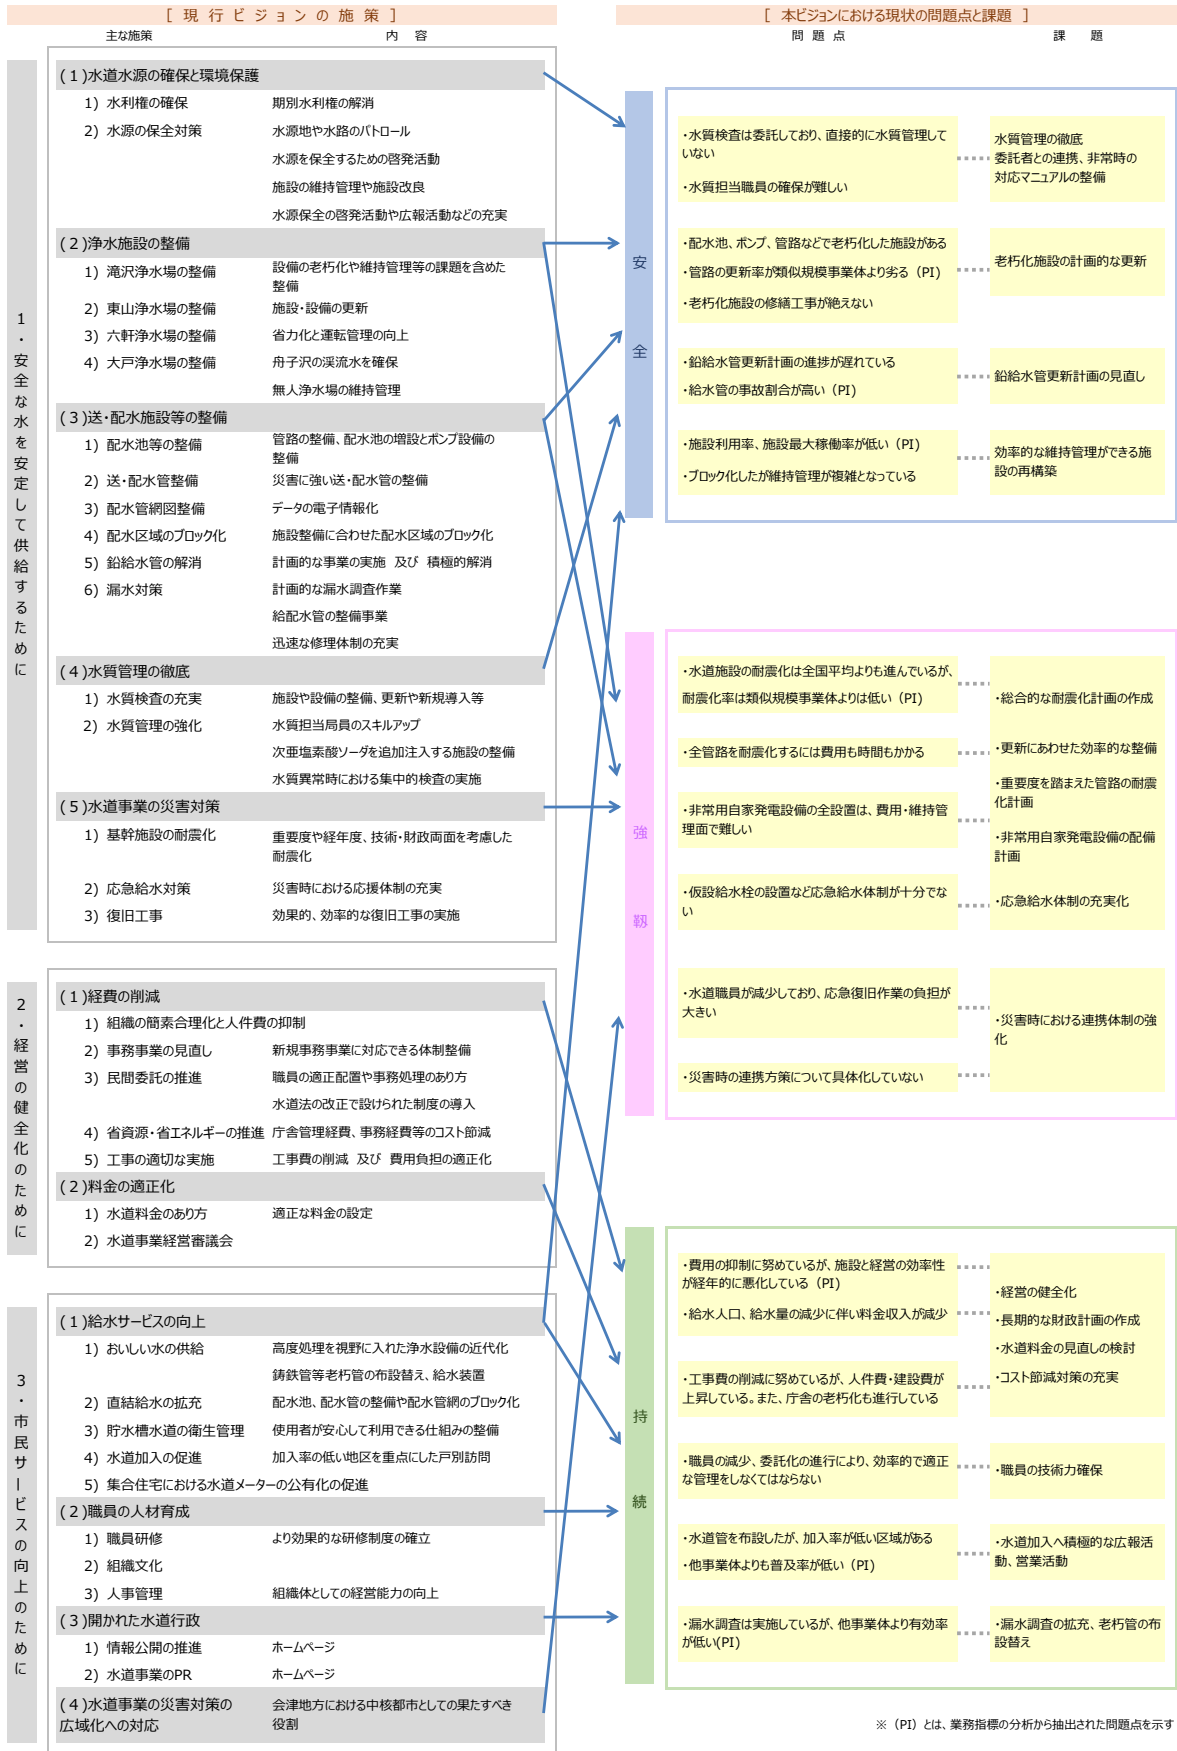 ［ 現 行 ビ ジ ョ ン の 施 策 ］
主な施策 内 容
1・安全な水を安定して供給するために
(１)水道水源の確保と環境保護
1) 水利権の確保 期別水利権の解消
2) 水源の保全対策 水源地や水路のパトロール
水源を保全するための啓発活動
施設の維持管理や施設改良
水源保全の啓発活動や広報活動などの充実
(２)浄水施設の整備
1) 滝沢浄水場の整備 設備の老朽化や維持管理等の課題を含めた
整備
2) 東山浄水場の整備 施設・設備の更新
3) 六軒浄水場の整備 省力化と運転管理の向上
4) 大戸浄水場の整備 舟子沢の渓流水を確保
無人浄水場の維持管理
(３)送・配水施設等の整備
1) 配水池等の整備 管路の整備、配水池の増設とポンプ設備の
整備
2) 送・配水管整備 災害に強い送・配水管の整備
3) 配水管網図整備 データの電子情報化
4) 配水区域のブロック化 施設整備に合わせた配水区域のブロック化
5) 鉛給水管の解消 計画的な事業の実施 及び 積極的解消
6) 漏水対策 計画的な漏水調査作業
給配水管の整備事業
迅速な修理体制の充実
(４)水質管理の徹底
1) 水質検査の充実 施設や設備の整備、更新や新規導入等
2) 水質管理の強化 水質担当局員のスキルアップ
次亜塩素酸ソーダを追加注入する施設の整備
水質異常時における集中的検査の実施
(５)水道事業の災害対策
1) 基幹施設の耐震化 重要度や経年度、技術・財政両面を考慮した
耐震化
2) 応急給水対策 災害時における応援体制の充実
3) 復旧工事 効果的、効率的な復旧工事の実施
2・経営の健全化のために
(１)経費の削減
1) 組織の簡素合理化と人件費の抑制
2) 事務事業の見直し 新規事務事業に対応できる体制整備
3) 民間委託の推進 職員の適正配置や事務処理のあり方
水道法の改正で設けられた制度の導入
4) 省資源・省エネルギーの推進 庁舎管理経費、事務経費等のコスト節減
5) 工事の適切な実施 工事費の削減 及び 費用負担の適正化
(２)料金の適正化
1) 水道料金のあり方 適正な料金の設定
2) 水道事業経営審議会
3・市民サービスの向上のために
(１)給水サービスの向上
1) おいしい水の供給 高度処理を視野に入れた浄水設備の近代化
鋳鉄管等老朽管の布設替え、給水装置
2) 直結給水の拡充 配水池、配水管の整備や配水管網のブロック化
3) 貯水槽水道の衛生管理 使用者が安心して利用できる仕組みの整備
4) 水道加入の促進 加入率の低い地区を重点にした戸別訪問
5) 集合住宅における水道メーターの公有化の促進
(２)職員の人材育成
1) 職員研修 より効果的な研修制度の確立
2) 組織文化
3) 人事管理 組織体としての経営能力の向上
(３)開かれた水道行政
1) 情報公開の推進 ホームページ
2) 水道事業のPR ホームページ
(４)水道事業の災害対策の
広域化への対応
会津地方における中核都市としての果たすべき
役割
［ 本ビジョンにおける現状の問題点と課題 ］
問 題 点 課 題
安 全
・水質検査は委託しており、直接的に水質管理して
いない
・水質担当職員の確保が難しい
水質管理の徹底
委託者との連携、非常時の
対応マニュアルの整備
・配水池、ポンプ、管路などで老朽化した施設がある
・管路の更新率が類似規模事業体より劣る（PI）
・老朽化施設の修繕工事が絶えない
老朽化施設の計画的な更新
・鉛給水管更新計画の進捗が遅れている
・給水管の事故割合が高い（PI）
鉛給水管更新計画の見直し
・施設利用率、施設最大稼働率が低い（PI）
・ブロック化したが維持管理が複雑となっている
効率的な維持管理ができる施
設の再構築
強 靱
・水道施設の耐震化は全国平均よりも進んでいるが、
耐震化率は類似規模事業体よりは低い（PI）
・総合的な耐震化計画の作成
・全管路を耐震化するには費用も時間もかかる
・更新にあわせた効率的な整備
・重要度を踏まえた管路の耐震
化計画
・非常用自家発電設備の全設置は、費用・維持管
理面で難しい
・非常用自家発電設備の配備
計画
・仮設給水栓の設置など応急給水体制が十分でな
い
・応急給水体制の充実化
・水道職員が減少しており、応急復旧作業の負担が
大きい
・災害時における連携体制の強
化
・災害時の連携方策について具体化していない
持 続
・費用の抑制に努めているが、施設と経営の効率性
が経年的に悪化している（PI）
・給水人口、給水量の減少に伴い料金収入が減少
・経営の健全化
・長期的な財政計画の作成
・水道料金の見直しの検討
・コスト節減対策の充実
・工事費の削減に努めているが、人件費・建設費が
上昇している。また、庁舎の老朽化も進行している
・職員の減少、委託化の進行により、効率的で適正
な管理をしなくてはならない
・職員の技術力確保
・水道管を布設したが、加入率が低い区域がある
・他事業体よりも普及率が低い（PI）
・水道加入へ積極的な広報活
動、営業活動
・漏水調査は実施しているが、他事業体より有効率
が低い(PI)
・漏水調査の拡充、老朽管の布
設替え
※（PI）とは、業務指標の分析から抽出された問題点を示す